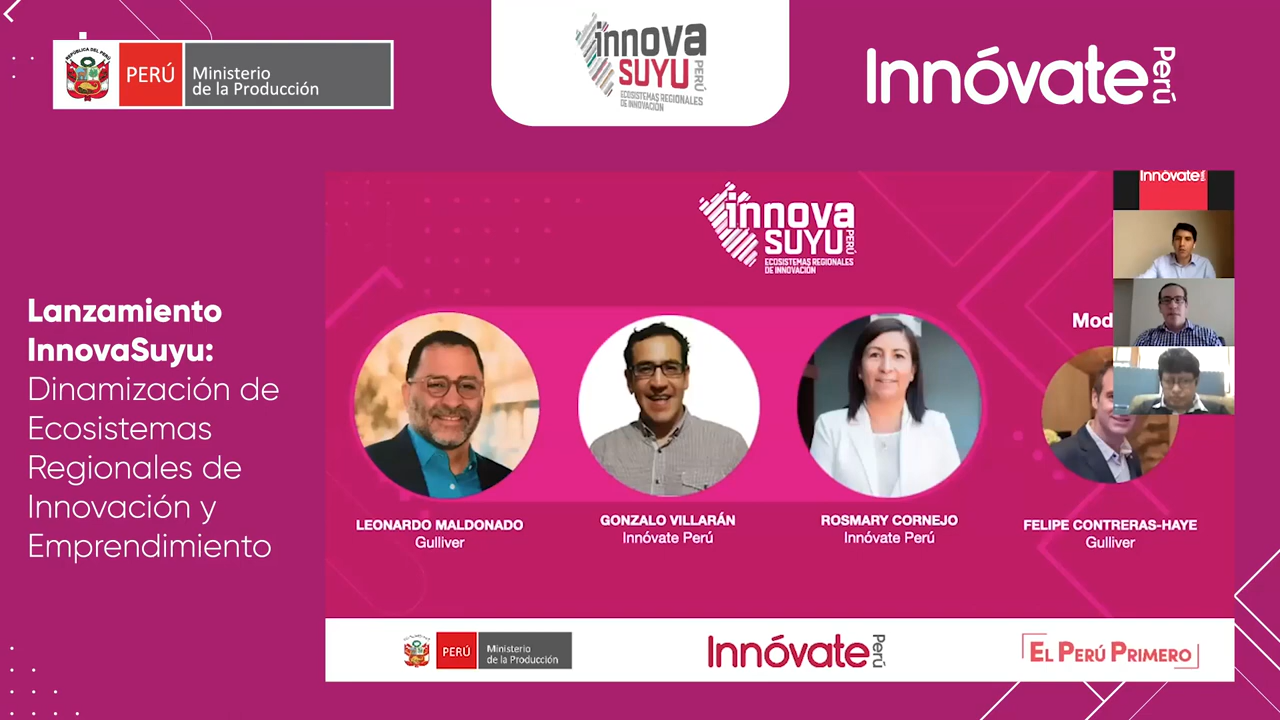 REPÚBLICA DEL PERÚ
PERÚ
Ministerio
de la Producción
innova
SUYU
PERÚ
ECOSISTEMAS REGIONALES
DE INNOVACIÓN
Innóvate
Perú
Lanzamiento
InnovaSuyu:
Dinamización de
Ecosistemas
Regionales de
Innovación y
Emprendimiento
innova
SUYU
PERÚ
ECOSISTEMAS REGIONALES
DE INNOVACIÓN
Innóvate
Mod
LEONARDO MALDONADO
Gulliver
GONZALO VILLARÁN
Innóvate Perú
ROSMARY CORNEJO
Innóvate Perú
FELIPE CONTRERAS-HAYE
Gulliver
PERÚ
Ministerio
de la Producción
Innóvate
Perú
EL PERÚ PRIMERO